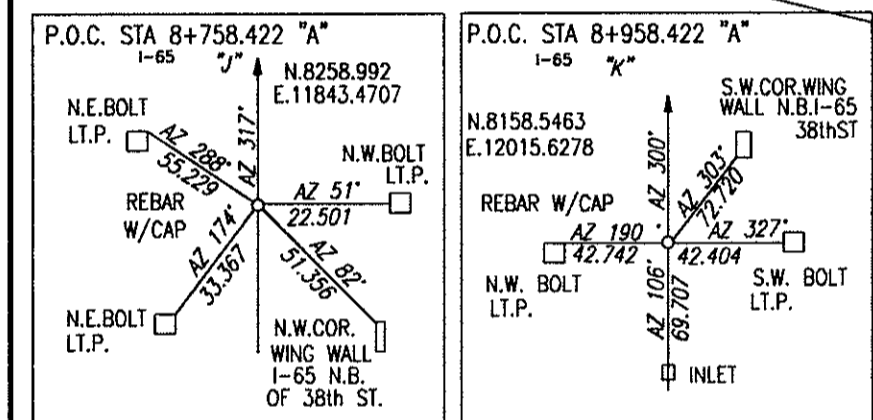 P.O.C. STA 8+758.422 "A"
I-65 "J"
N.8258.992
E.11843.4707
AZ 317°
N.E.BOLT
LT.P.
AZ 288°
55.229
N.W.BOLT
LT.P.
AZ 51°
22.501
REBAR
W/CAP
AZ 174°
33.367
AZ 82°
51.356
N.E.BOLT
LT.P.
N.W.COR.
WING WALL
I-65 N.B.
OF 38th ST.
P.O.C. STA 8+958.422 "A"
I-65 "K"
S.W.COR.WING
WALL N.B.I-65
38thST
N.8158.5463
E.12015.6278
AZ 300°
AZ 303°
72.720
REBAR W/CAP
AZ 190°
42.742
AZ 327°
42.404
N.W. BOLT
LT.P.
AZ 106°
69.707
S.W. BOLT
LT.P.
INLET